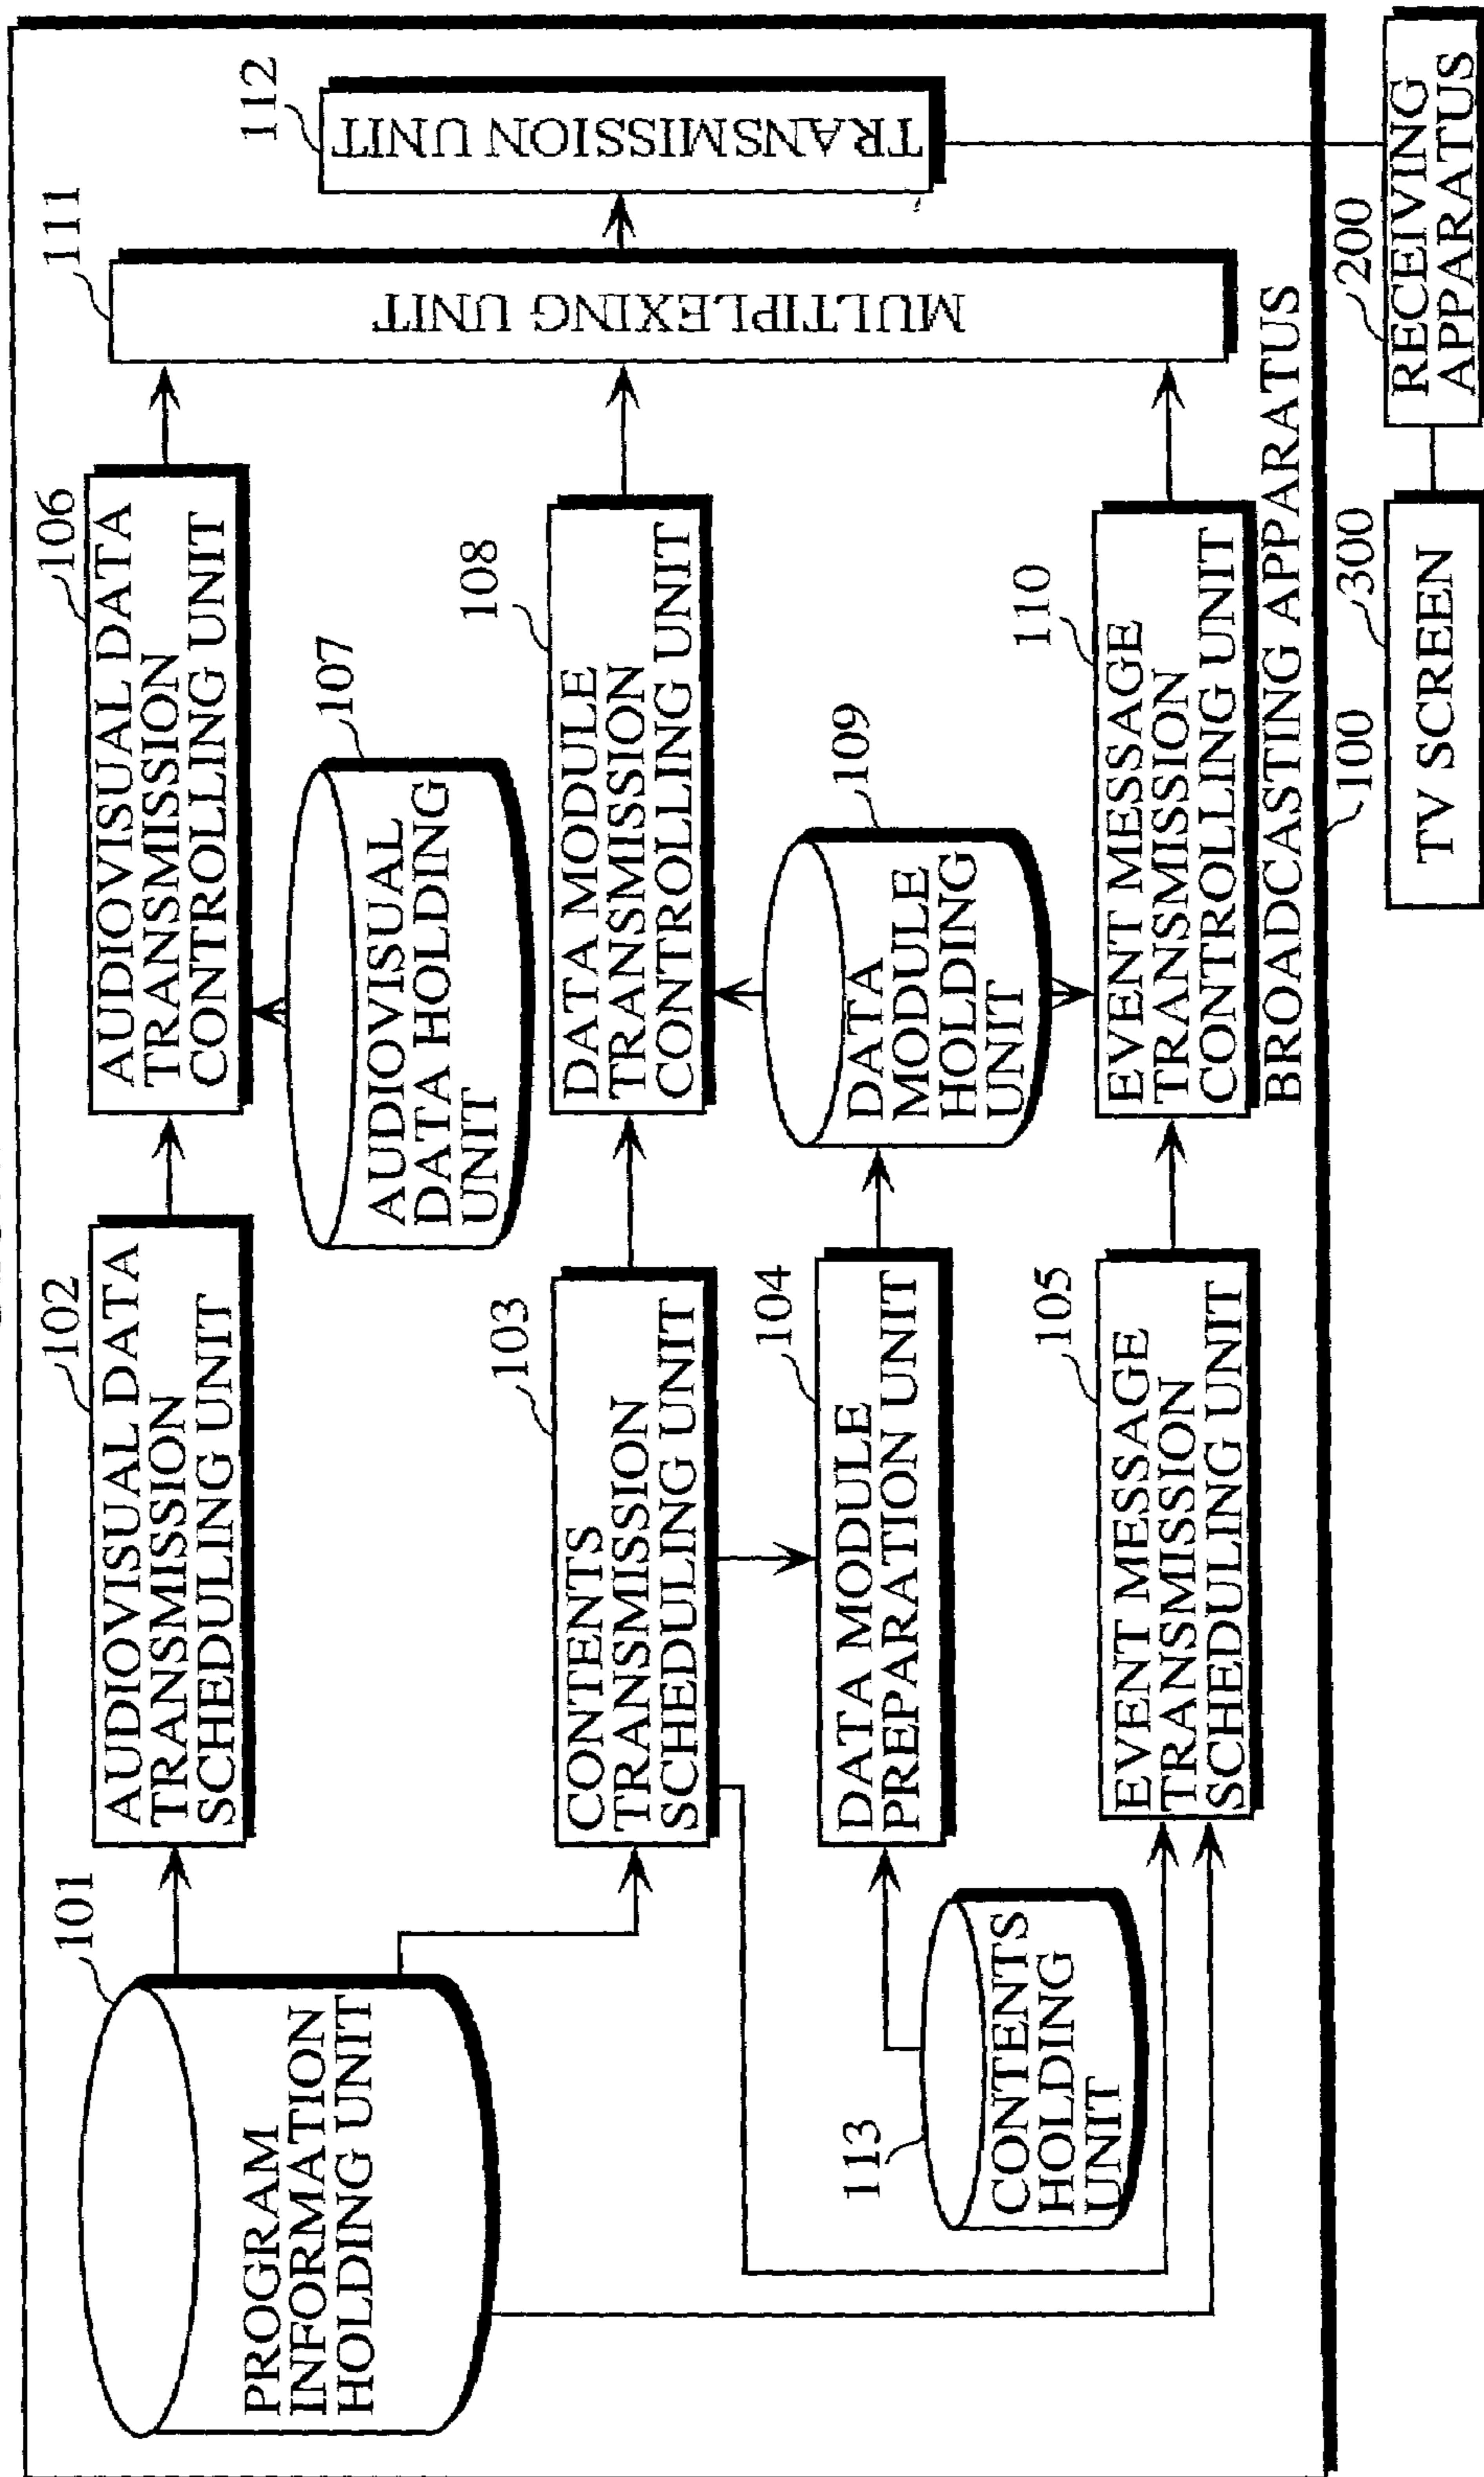 101
PROGRAM
INFORMATION
HOLDING UNIT
102
AUDIOVISUAL DATA
TRANSMISSION
SCHEDULING UNIT
106
AUDIOVISUAL DATA
TRANSMISSION
CONTROLLING UNIT
107
AUDIOVISUAL
DATA HOLDING
UNIT
103
CONTENTS
TRANSMISSION
SCHEDULING UNIT
108
DATA MODULE
TRANSMISSION
CONTROLLING UNIT
113
CONTENTS
HOLDING
UNIT
104
DATA MODULE
PREPARATION UNIT
109
DATA
MODULE
HOLDING
UNIT
105
EVENT MESSAGE
TRANSMISSION
SCHEDULING UNIT
110
EVENT MESSAGE
TRANSMISSION
CONTROLLING UNIT
111
MULTIPLEXING UNIT
112
TRANSMISSION UNIT
BROADCASTING APPARATUS
100
300
TV SCREEN
200
RECEIVING
APPARATUS